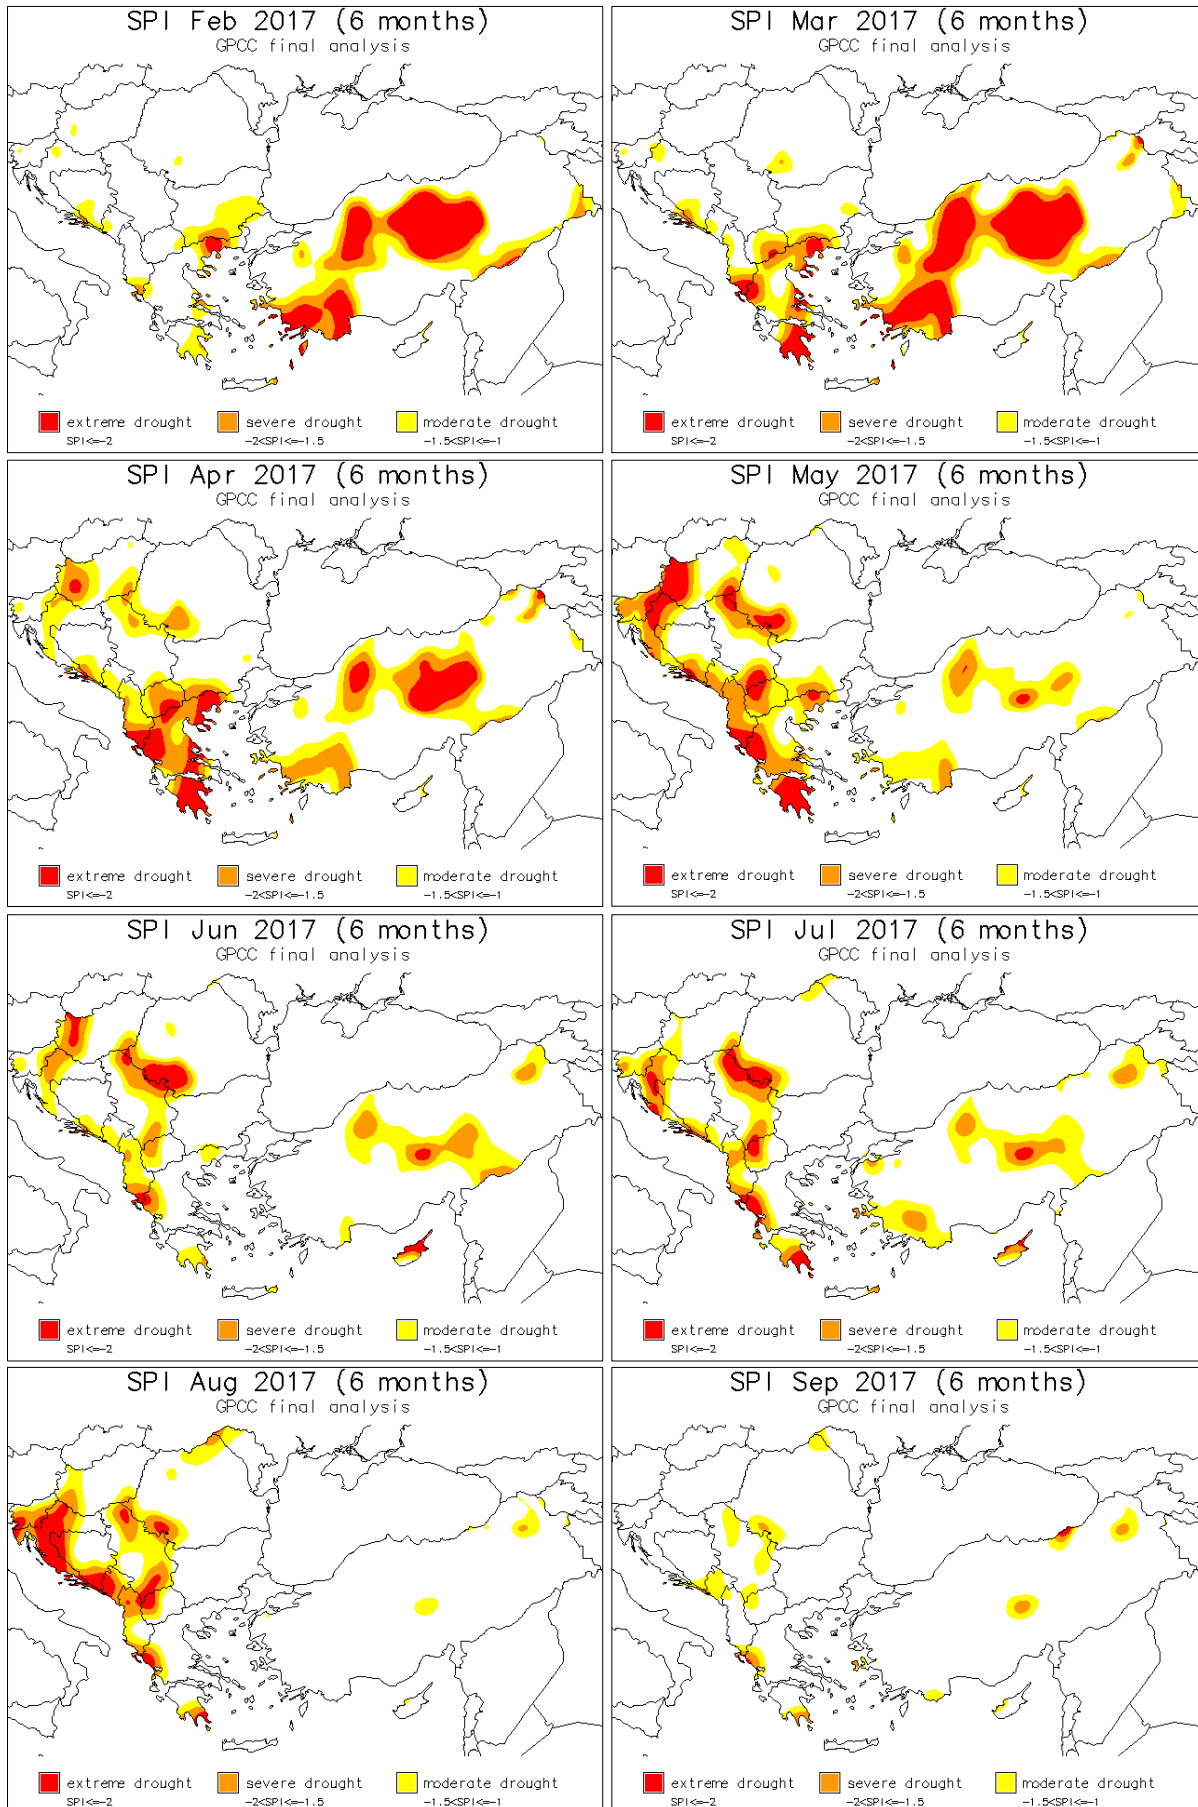 SPI Feb 2017 (6 months)
GPCC final analysis
extreme drought severe drought moderate drought
SPI<=-2 -2<SPI<=-1.5 -1.5<SPI<=-1
SPI Mar 2017 (6 months)
GPCC final analysis
extreme drought severe drought moderate drought
SPI<=-2 -2<SPI<=-1.5 -1.5<SPI<=-1
SPI Apr 2017 (6 months)
GPCC final analysis
extreme drought severe drought moderate drought
SPI<=-2 -2<SPI<=-1.5 -1.5<SPI<=-1
SPI May 2017 (6 months)
GPCC final analysis
extreme drought severe drought moderate drought
SPI<=-2 -2<SPI<=-1.5 -1.5<SPI<=-1
SPI Jun 2017 (6 months)
GPCC final analysis
extreme drought severe drought moderate drought
SPI<=-2 -2<SPI<=-1.5 -1.5<SPI<=-1
SPI Jul 2017 (6 months)
GPCC final analysis
extreme drought severe drought moderate drought
SPI<=-2 -2<SPI<=-1.5 -1.5<SPI<=-1
SPI Aug 2017 (6 months)
GPCC final analysis
extreme drought severe drought moderate drought
SPI<=-2 -2<SPI<=-1.5 -1.5<SPI<=-1
SPI Sep 2017 (6 months)
GPCC final analysis
extreme drought severe drought moderate drought
SPI<=-2 -2<SPI<=-1.5 -1.5<SPI<=-1